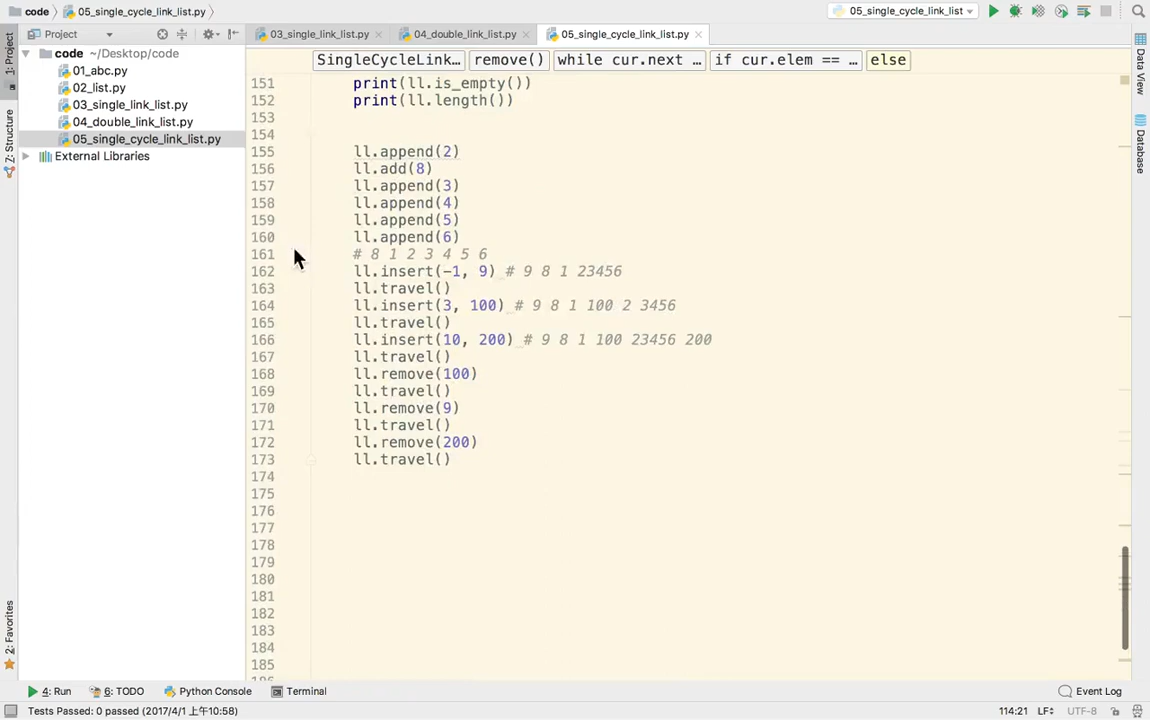 code 05_single_cycle_link_list.py 05_single_cycle_link_list
Project 03_single_link_list.py 04_double_link_list.py 05_single_cycle_link_list.py
1: Project
Z: Structure
2: Favorites
Data View
Database
code ~/Desktop/code
01_abc.py
02_list.py
03_single_link_list.py
04_double_link_list.py
05_single_cycle_link_list.py
External Libraries
SingleCycleLink… remove() while cur.next … if cur.elem == … else
151 print(ll.is_empty())
152 print(ll.length())
153
154
155 ll.append(2)
156 ll.add(8)
157 ll.append(3)
158 ll.append(4)
159 ll.append(5)
160 ll.append(6)
161 # 8 1 2 3 4 5 6
162 ll.insert(-1, 9) # 9 8 1 23456
163 ll.travel()
164 ll.insert(3, 100) # 9 8 1 100 2 3456
165 ll.travel()
166 ll.insert(10, 200) # 9 8 1 100 23456 200
167 ll.travel()
168 ll.remove(100)
169 ll.travel()
170 ll.remove(9)
171 ll.travel()
172 ll.remove(200)
173 ll.travel()
174
175
176
177
178
179
180
181
182
183
184
185
4: Run 6: TODO Python Console Terminal Event Log
Tests Passed: 0 passed (2017/4/1 上午10:58) 114:21 LF UTF-8